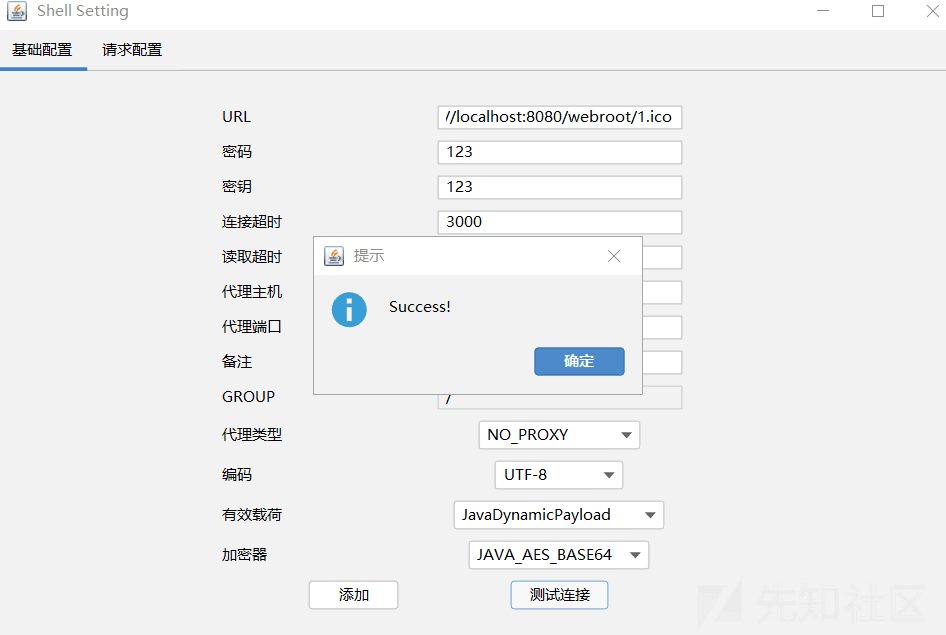 Shell Setting
基础配置 请求配置
URL //localhost:8080/webroot/1.ico
密码 123
密钥 123
连接超时 3000
读取超时
提示
代理主机
Success!
代理端口
备注
确定
GROUP /
代理类型 NO_PROXY
编码 UTF-8
有效载荷 JavaDynamicPayload
加密器 JAVA_AES_BASE64
添加 测试连接
先知社区